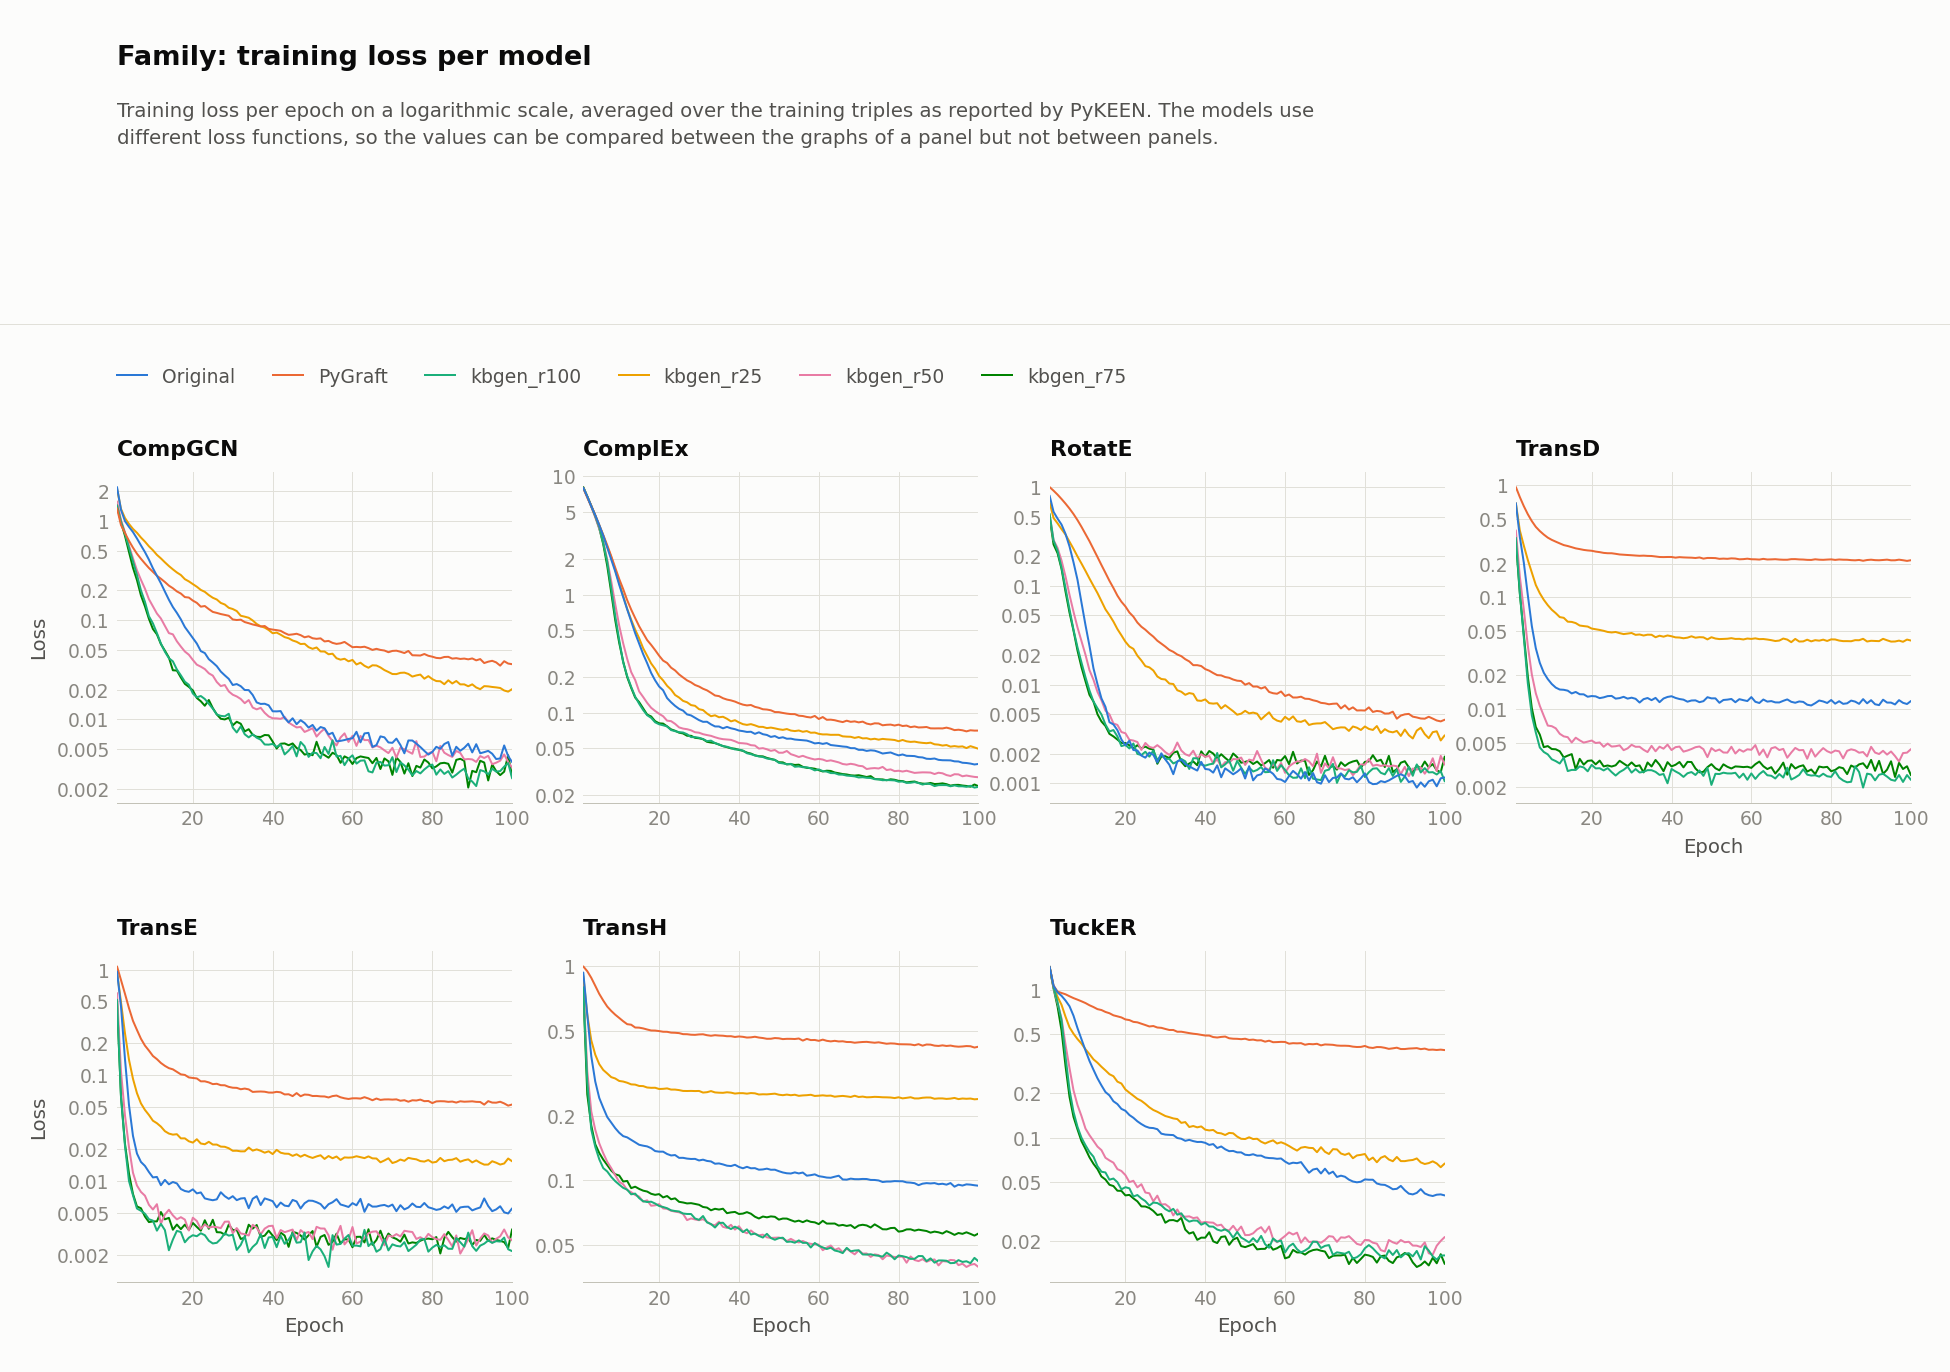 Family: training loss per model
Training loss per epoch on a logarithmic scale, averaged over the training triples as reported by PyKEEN. The models use
different loss functions, so the values can be compared between the graphs of a panel but not between panels.
Original PyGraft kbgen_r100 kbgen_r25 kbgen_r50 kbgen_r75
CompGCN
2
1
0.5
0.2
0.1
0.05
0.02
0.01
0.005
0.002
Loss
20 40 60 80 100
ComplEx
10
5
2
1
0.5
0.2
0.1
0.05
0.02
20 40 60 80 100
RotatE
1
0.5
0.2
0.1
0.05
0.02
0.01
0.005
0.002
0.001
20 40 60 80 100
TransD
1
0.5
0.2
0.1
0.05
0.02
0.01
0.005
0.002
20 40 60 80 100
Epoch
TransE
1
0.5
0.2
0.1
0.05
0.02
0.01
0.005
0.002
Loss
20 40 60 80 100
Epoch
TransH
1
0.5
0.2
0.1
0.05
20 40 60 80 100
Epoch
TuckER
1
0.5
0.2
0.1
0.05
0.02
20 40 60 80 100
Epoch